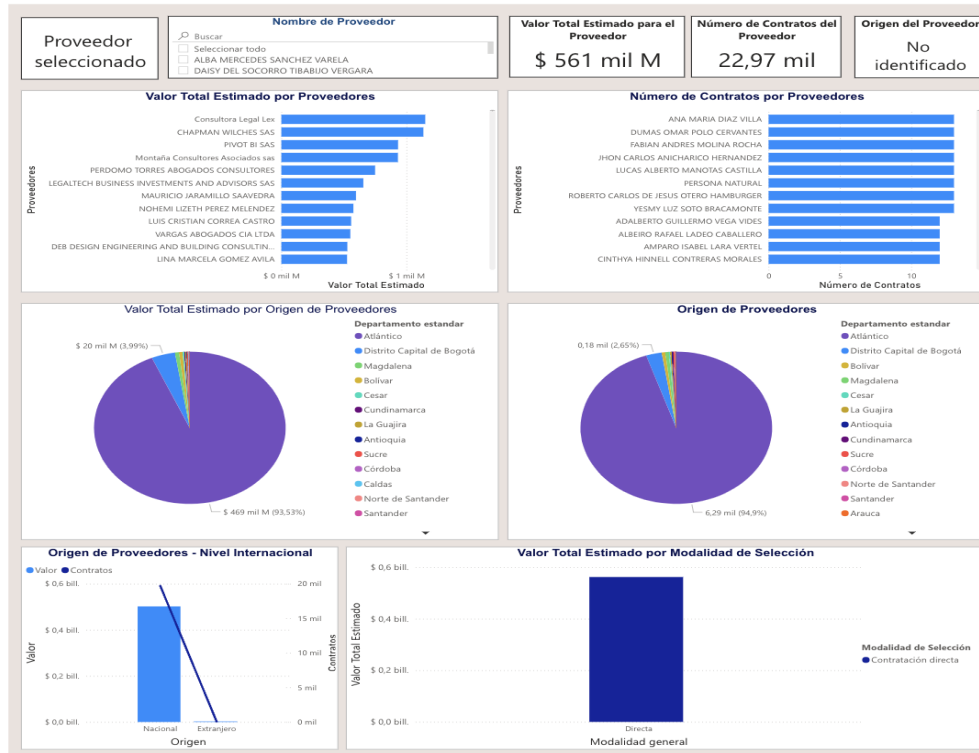 Proveedor
seleccionado
Nombre de Proveedor
Buscar
Seleccionar todo
ALBA MERCEDES SANCHEZ VARELA
DAISY DEL SOCORRO TIBABIJO VERGARA
Valor Total Estimado para el
Proveedor
$ 561 mil M
Número de Contratos del
Proeedor
22,97 mil
Origen del Proveedor
No
identificado
Valor Total Estimado por Proveedores
Proveedores
Consultora Legal Lex
CHAPMAN WILCHES SAS
PIVOT BI SAS
Montaña Consultores Asociados sas
PERDOMO TORRES ABOGADOS CONSULTORES
LEGALTECH BUSINESS INVESTMENTS AND ADVISORS SAS
MAURICIO JARAMILLO SAAVEDRA
NOHEMI LIZETH PEREZ MELENDEZ
LUIS CRISTIAN CORREA CASTRO
VARGAS ABOGADOS CIA LTDA
DEB DESIGN ENGINEERING AND BUILDING CONSULTIN...
LINA MARCELA GOMEZ AVILA
$ 0 mil M
$ 1 mil M
Valor Total Estimado
Número de Contratos por Proveedores
Proveedores
ANA MARIA DIAZ VILLA
DUMAS OMAR POLO CERVANTES
FABIAN ANDRES MOLINA ROCHA
JHON CARLOS ANICHARICO HERNANDEZ
LUCAS ALBERTO MANOTAS CASTILLA
PERSONA NATURAL
ROBERTO CARLOS DE JESUS OTERO HAMBURGER
YESMY LUZ SOTO BRACAMONTE
ADALBERTO GUILLERMO VEGA VIDES
ALBEIRO RAFAEL LADEO CABALLERO
AMPARO ISABEL LARA VERTEL
CINTHYA HINNELL CONTRERAS MORALES
0
5
10
Número de Contratos
Valor Total Estimado por Origen de Proveedores
$ 20 mil M (3,99%)
$ 469 mil M (93,53%)
Departamento estandar
Atlántico
Distrito Capital de Bogotá
Magdalena
Bolívar
Cesar
Cundinamarca
La Guajira
Antioquia
Sucre
Córdoba
Caldas
Norte de Santander
Santander
Origen de Proveedores
0,18 mil (2,65%)
6,29 mil (94,9%)
Departamento estandar
Atlántico
Distrito Capital de Bogotá
Bolívar
Magdalena
Cesar
La Guajira
Antioquia
Cundinamarca
Sucre
Córdoba
Norte de Santander
Santander
Arauca
Origen de Proveedores - Nivel Internacional
Valor
Contratos
Valor
$ 0,6 bill.
$ 0,4 bill.
$ 0,2 bill.
$ 0,0 bill.
20 mil
15 mil
10 mil
5 mil
0 mil
Contratos
Nacional
Extranjero
Origen
Valor Total Estimado por Modalidad de Selección
Valor Total Estimado
$ 0,6 bill.
$ 0,4 bill.
$ 0,2 bill.
$ 0,0 bill.
Directa
Modalidad general
Modalidad de Selección
Contratación directa